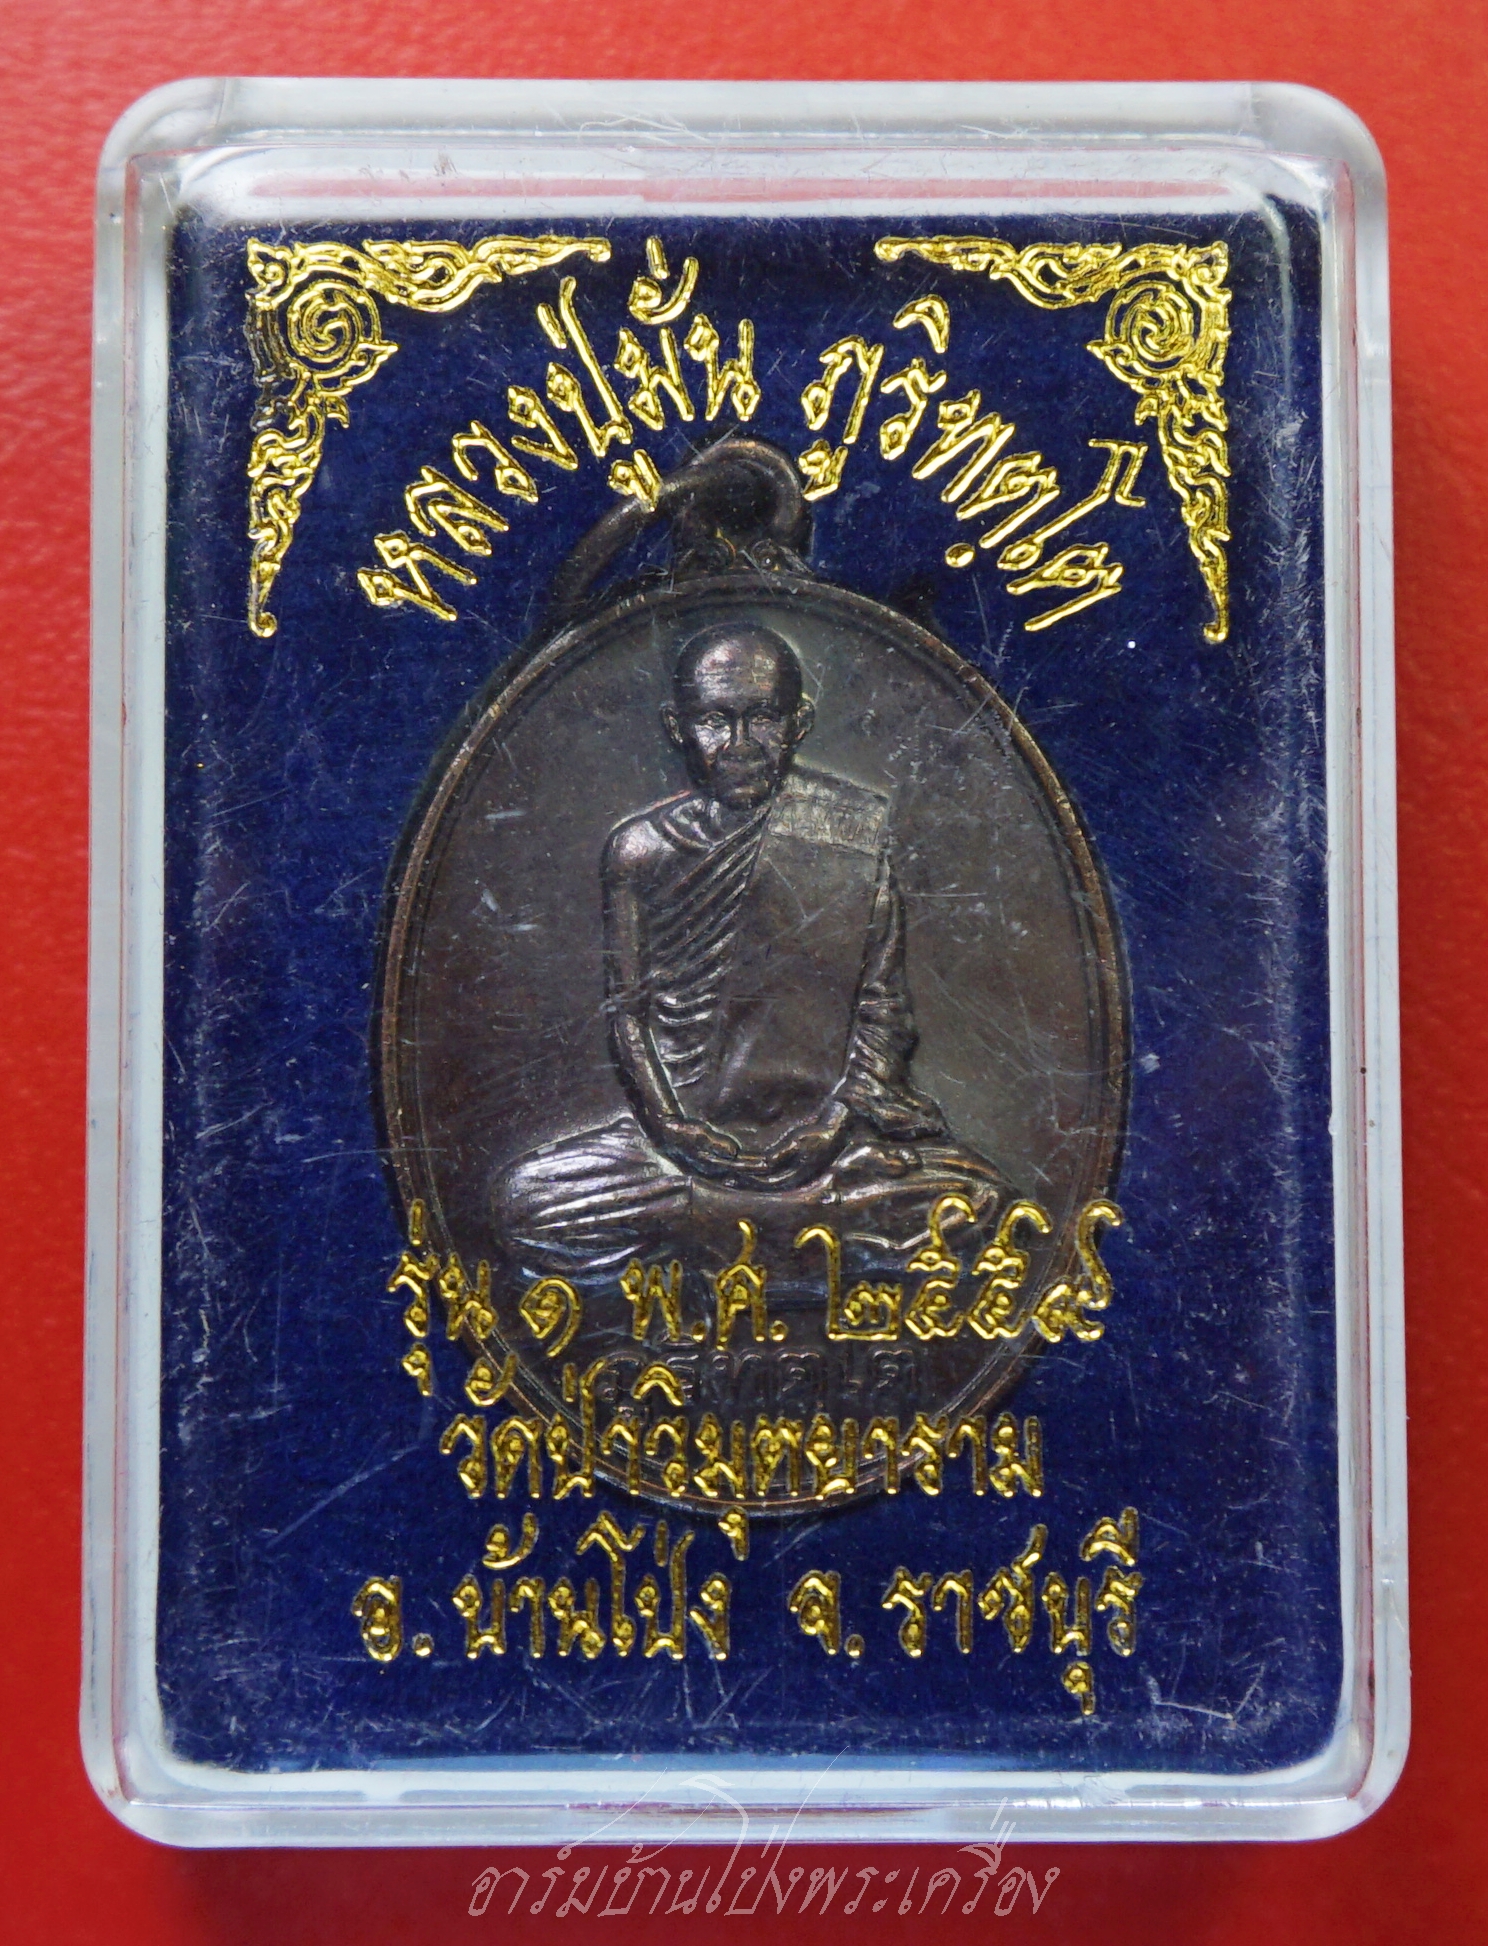 หลวงปู่มั่น ภูริทฺตโต
รุ่น ๑ พ.ศ. ๒๕๕๙
วัดป่าวิมุตยาราม
อ.บ้านโป่ง จ.ราชบุรี
อาร์มบ้านโป่งพระเครื่อง